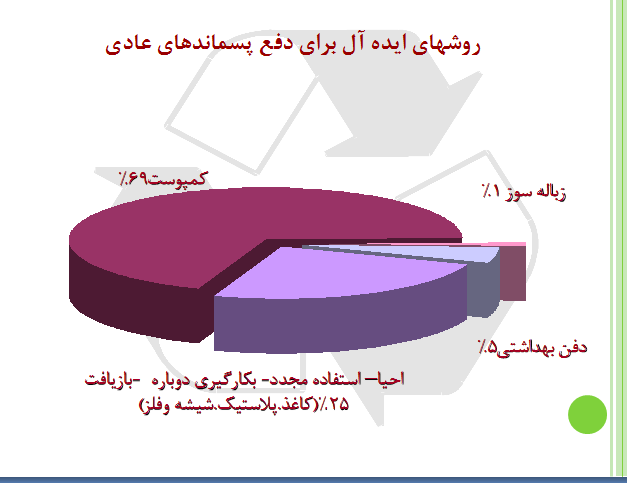 روشهای ایده آل برای دفع پسماندهای عادی
کمپوست۶۹٪
زباله سوز ۱٪
دفن بهداشتی۵٪
احیا– استفاده مجدد- بکارگیری دوباره -بازیافت
۲۵٪(کاغذ،پلاستیک،شیشه وفلز)